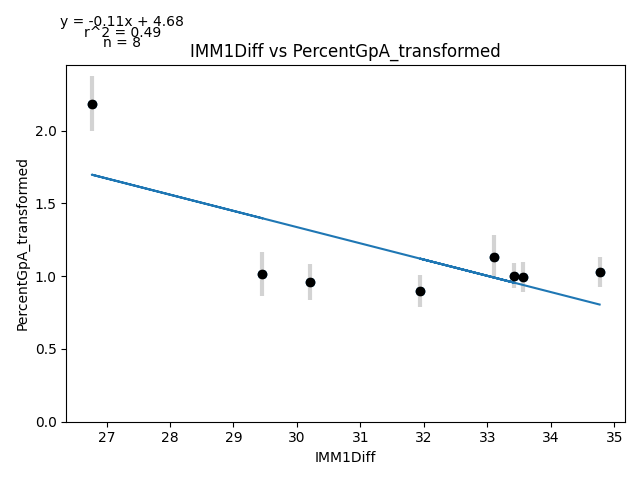 y = -0.11x + 4.68
r^2 = 0.49
n = 8
IMM1Diff vs PercentGpA_transformed
PercentGpA_transformed
2.0
1.5
1.0
0.5
0.0
27 28 29 30 31 32 33 34 35
IMM1Diff